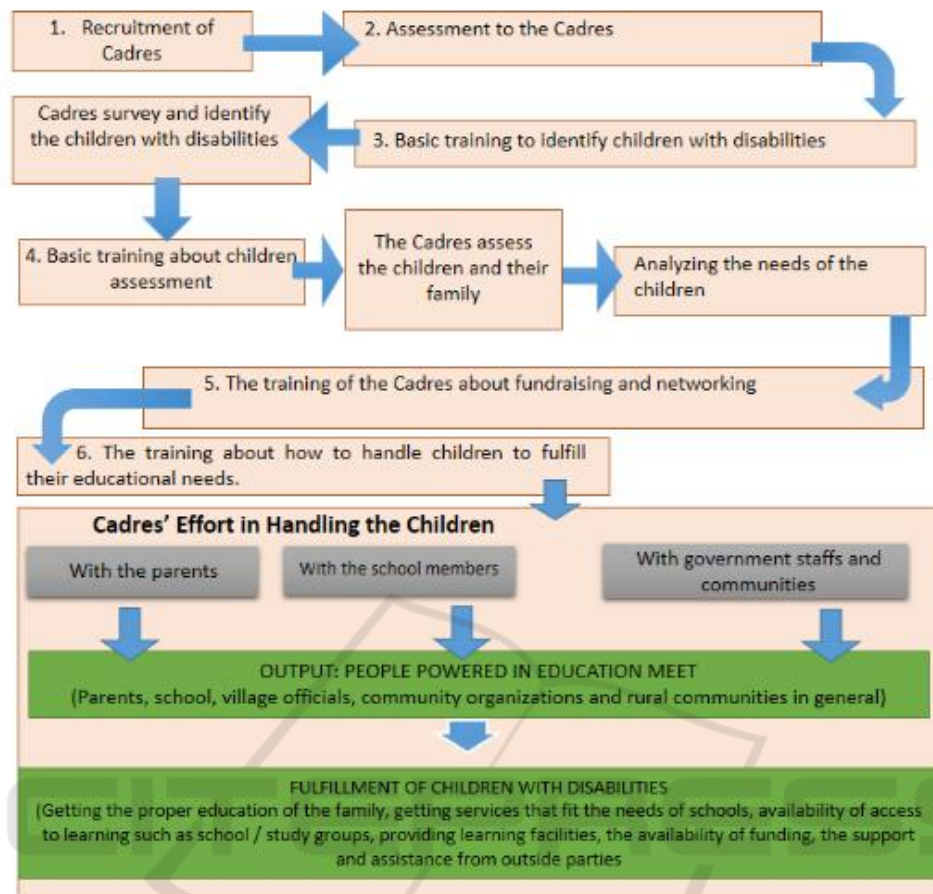 1. Recruitment of
Cadres
2. Assessment to the Cadres
Cadres survey and identify
the children with disabilities
3. Basic training to identify children with disabilities
4. Basic training about children
assessment
The Cadres assess
the children and their
family
Analyzing the needs of the
children
5. The training of the Cadres about fundraising and networking
6. The training about how to handle children to fulfill
their educational needs.
Cadres' Effort in Handling the Children
With the parents
With the school members
With government staffs and
communities
OUTPUT: PEOPLE POWERED IN EDUCATION MEET
(Parents, school, village officials, community organizations and rural communities in general)
FULFILLMENT OF CHILDREN WITH DISABILITIES
(Getting the proper education of the family, getting services that fit the needs of schools, availability of access
to learning such as school / study groups, providing learning facilities, the availability of funding, the support
and assistance from outside parties